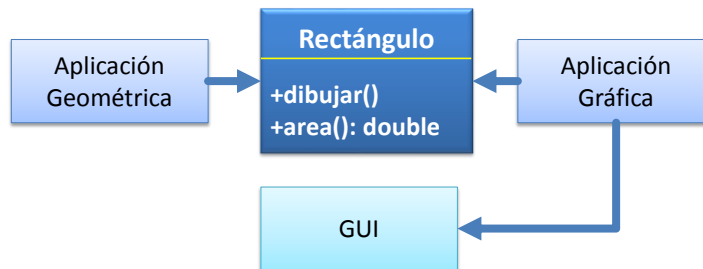 Aplicación
Geométrica
Rectángulo
+dibujar()
+area(): double
Aplicación
Gráfica
GUI